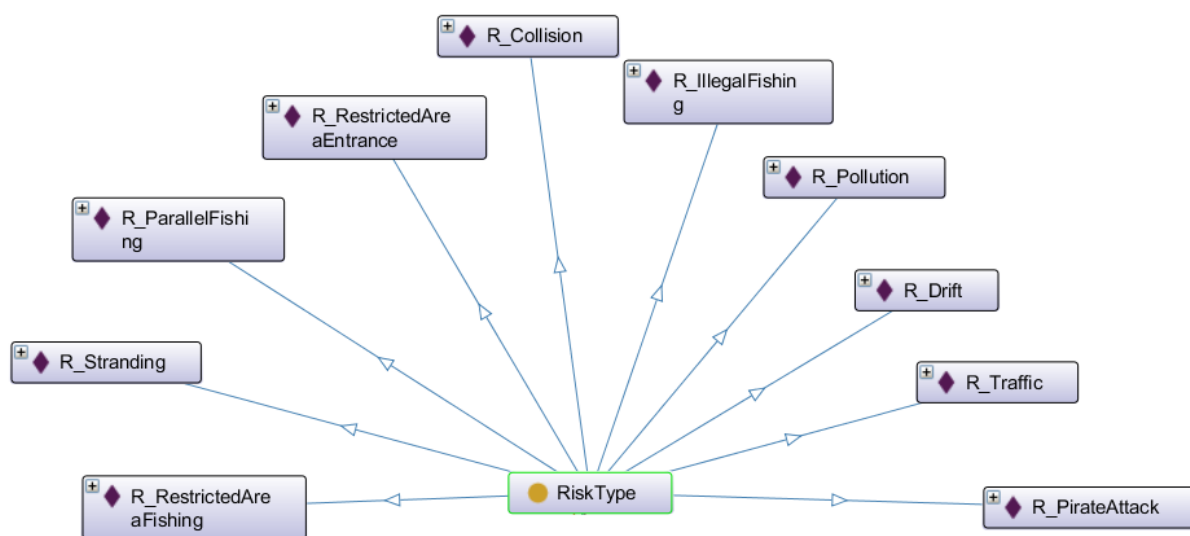 R_Collision
R_IllegalFishin
g
R_RestrictedAre
aEntrance
R_Pollution
R_ParallelFishi
ng
R_Drift
R_Stranding
R_Traffic
R_RestrictedAre
aFishing
RiskType
R_PirateAttack